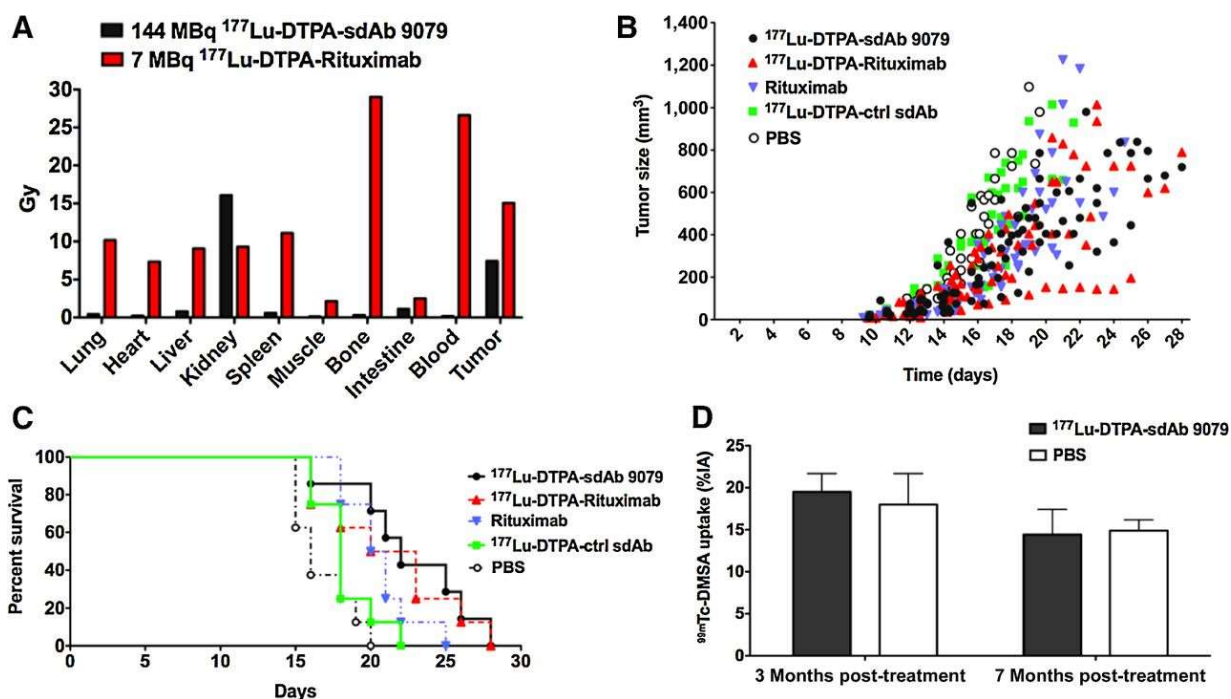 A
144 MBq ¹⁷⁷Lu-DTPA-sdAb 9079
7 MBq ¹⁷⁷Lu-DTPA-Rituximab
30
25
20
15
10
5
0
Gy
Lung
Heart
Liver
Kidney
Spleen
Muscle
Bone
Intestine
Blood
Tumor
B
¹⁷⁷Lu-DTPA-sdAb 9079
¹⁷⁷Lu-DTPA-Rituximab
Rituximab
¹⁷⁷Lu-DTPA-ctrl sdAb
PBS
1,400
1,200
1,000
800
600
400
200
0
Tumor size (mm³)
2 4 6 8 10 12 14 16 18 20 22 24 26 28
Time (days)
C
100
80
60
40
20
0
Percent survival
¹⁷⁷Lu-DTPA-sdAb 9079
¹⁷⁷Lu-DTPA-Rituximab
Rituximab
¹⁷⁷Lu-DTPA-ctrl sdAb
PBS
0 5 10 15 20 25 30
Days
D
¹⁷⁷Lu-DTPA-sdAb 9079
PBS
25
20
15
10
5
0
⁹⁹ᵐTc-DMSA uptake (%IA)
3 Months post-treatment
7 Months post-treatment